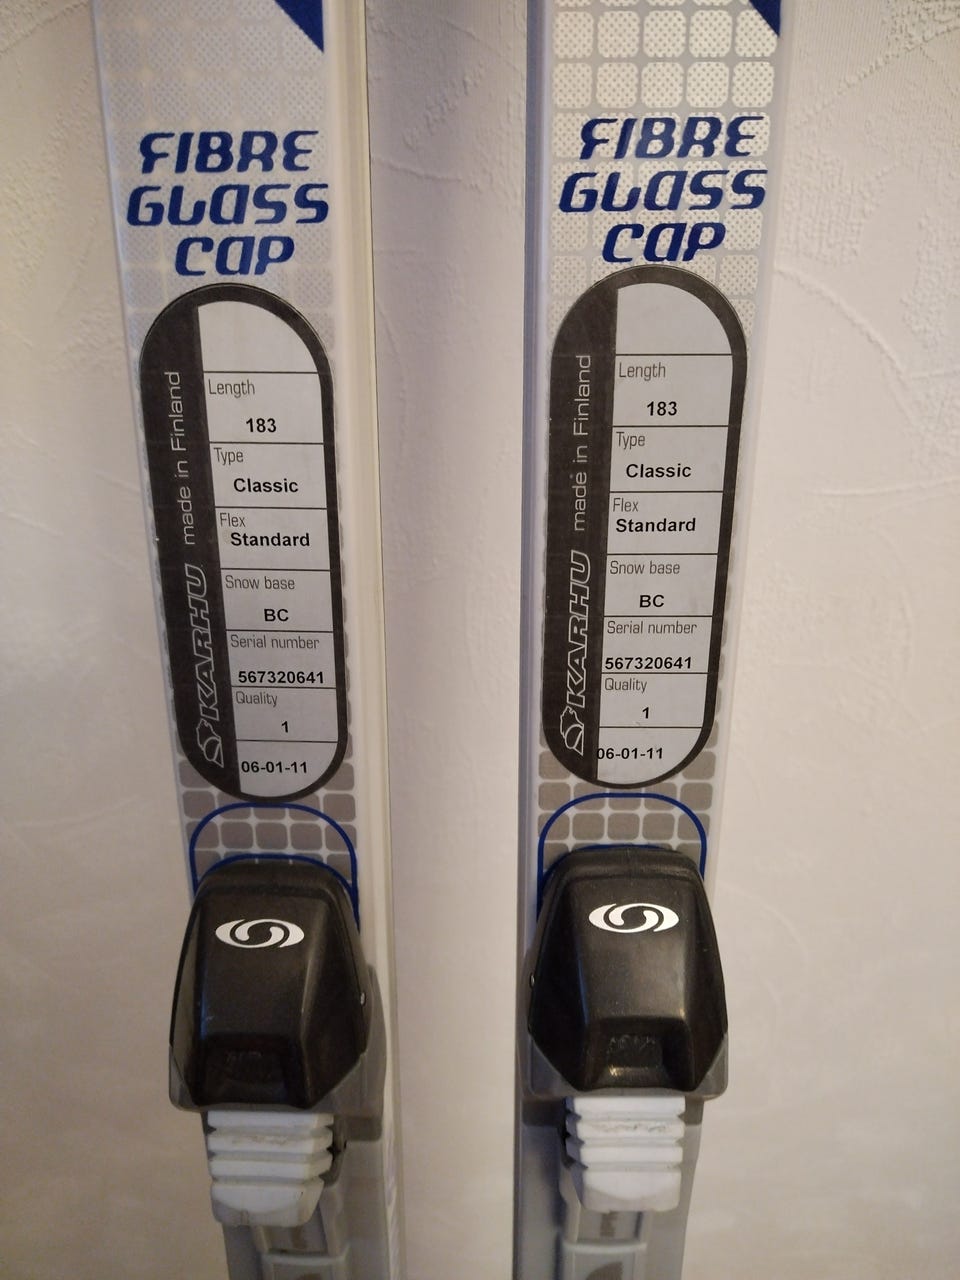 FIBRE
GLASS
CAP
made in Finland
KARHU
Length
183
Type
Classic
Flex
Standard
Snow base
BC
Serial number
567320641
Quality
1
06-01-11
FIBRE
GLASS
CAP
made in Finland
KARHU
Length
183
Type
Classic
Flex
Standard
Snow base
BC
Serial number
567320641
Quality
1
06-01-11